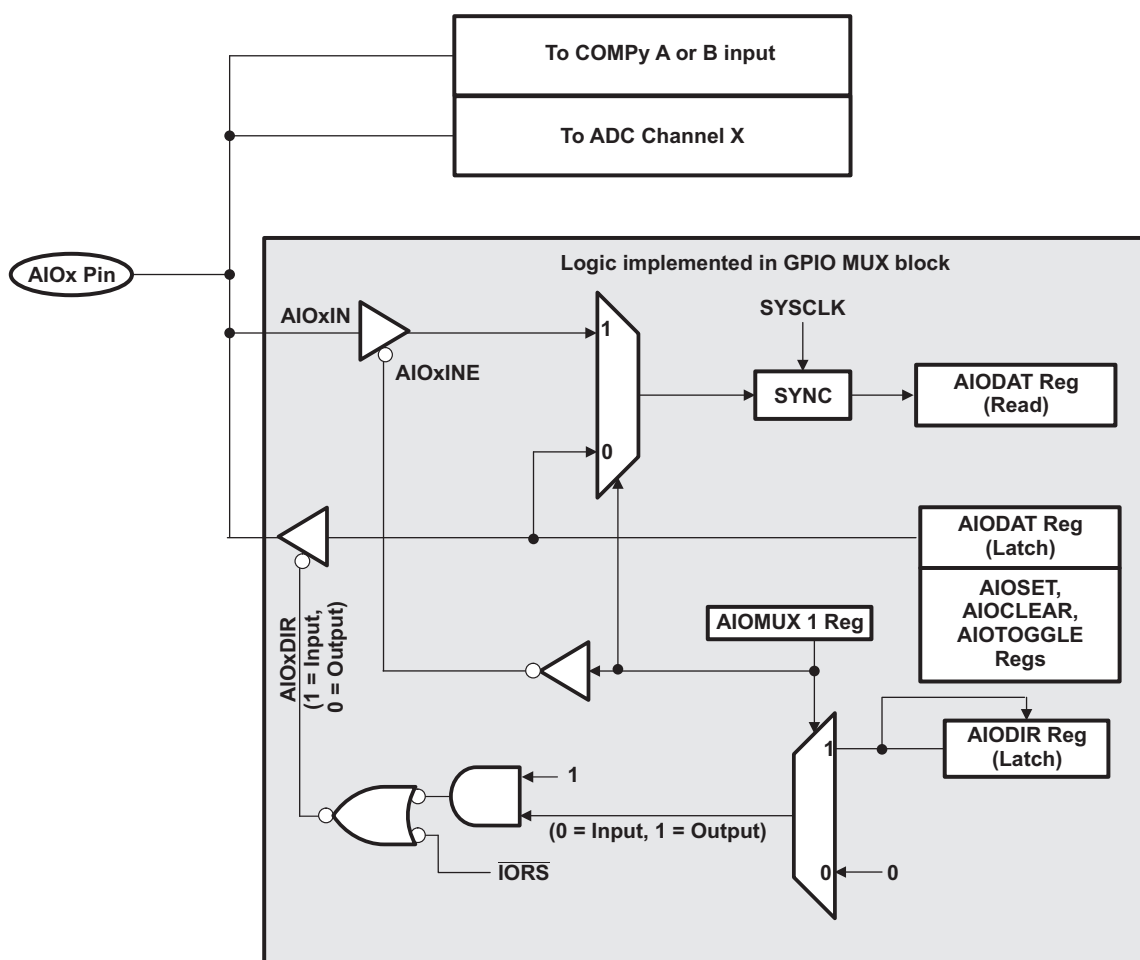 To COMPy A or B input
To ADC Channel X
AIOx Pin
Logic implemented in GPIO MUX block
AIOxIN
AIOxINE
1
0
SYSCLK
SYNC
AIODAT Reg
(Read)
AIODAT Reg
(Latch)
AIOSET,
AIOCLEAR,
AIOTOGGLE
Regs
AIOMUX 1 Reg
AIOxDIR
(1 = Input,
0 = Output)
1
AIODIR Reg
(Latch)
1
(0 = Input, 1 = Output)
IORS
0
0